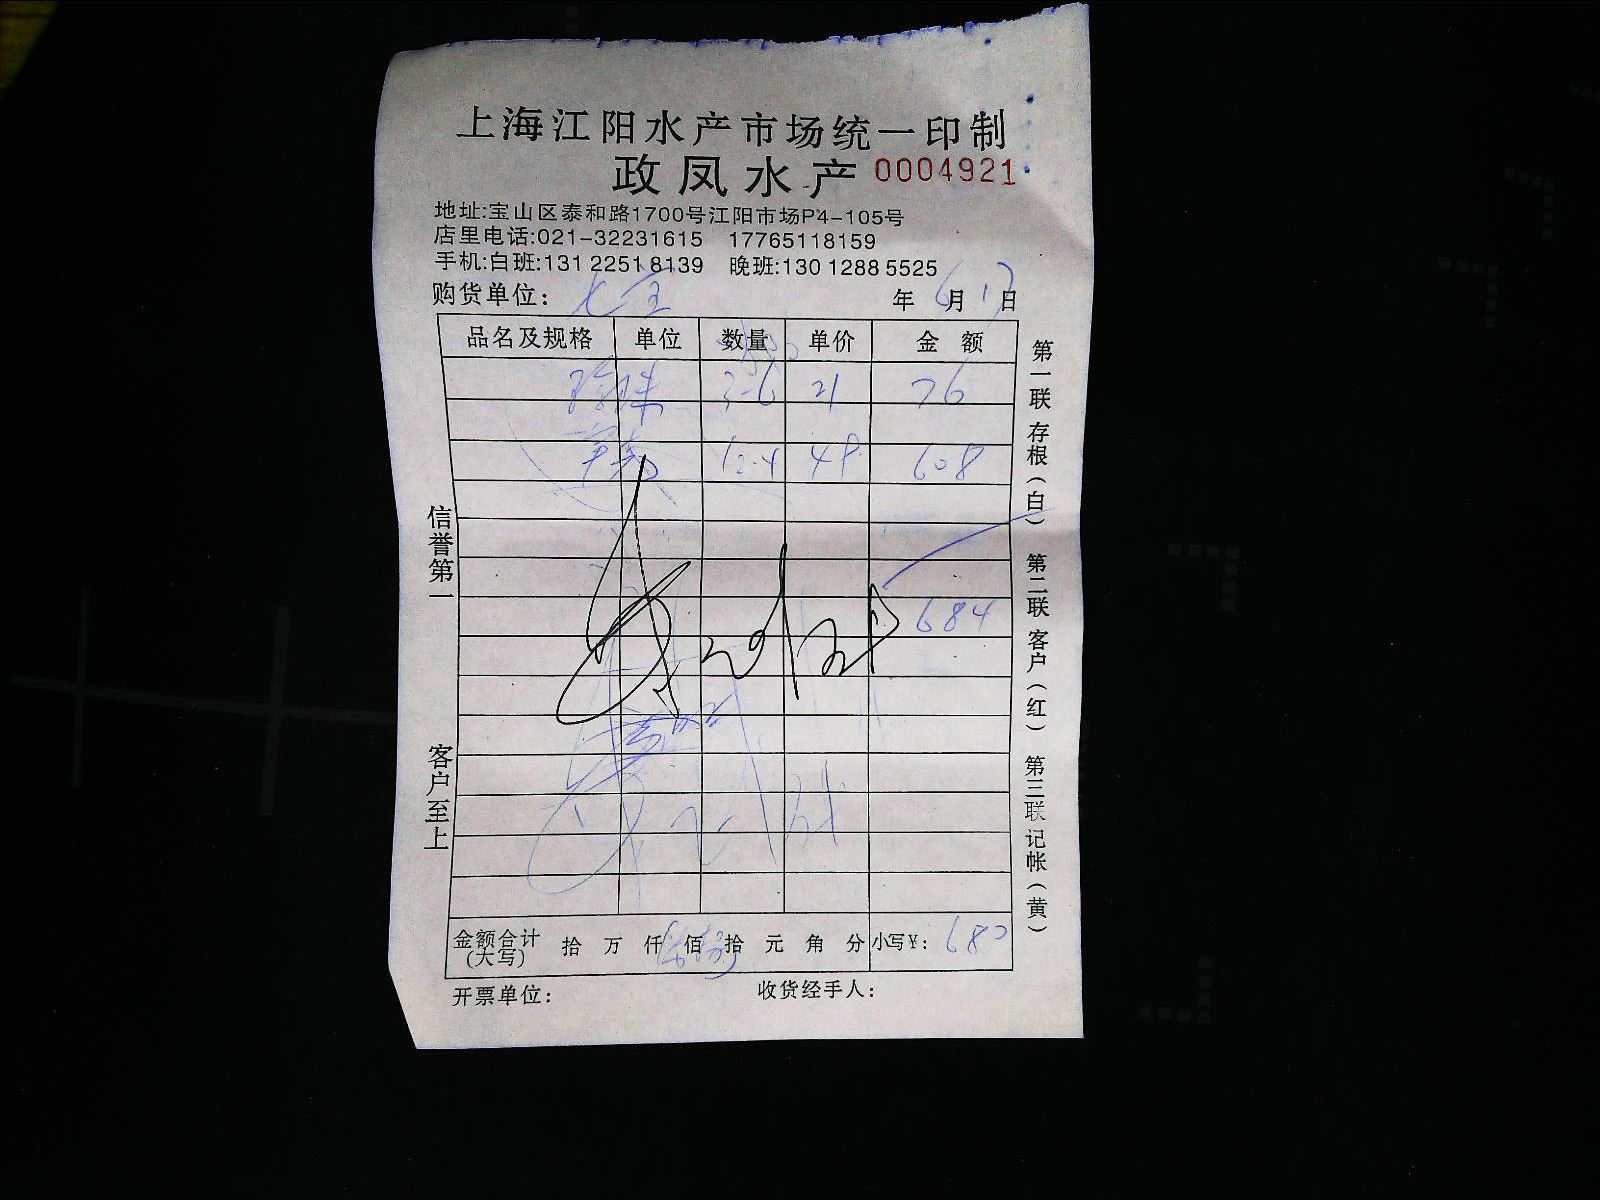 上海江阳水产市场统一印制
政凤水产 0004921
地址:宝山区泰和路1700号江阳市场P4-105号
店里电话:021-32231615 17765118159
手机:白班:131 2251 8139 晚班:130 1288 5525
购货单位: 年 6月17日
品名及规格 单位 数量 单价 金 额
珍珠 3-6 21 76
12-4 49 608
684
金额合计(大写) 拾 万 仟 佰 拾 元 角 分 小写¥: 680
开票单位: 收货经手人:
信誉第一 客户至上
第一联 存根(白) 第二联 客户(红) 第三联 记帐(黄)